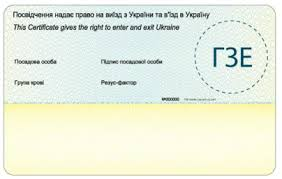 Посвідчення надає право на виїзд з України та в'їзд в Україну
This Certificate gives the right to enter and exit Ukraine
ГЗЕ
Посадова особа Підпис посадової особи
Група крові Резус-фактор
№000000